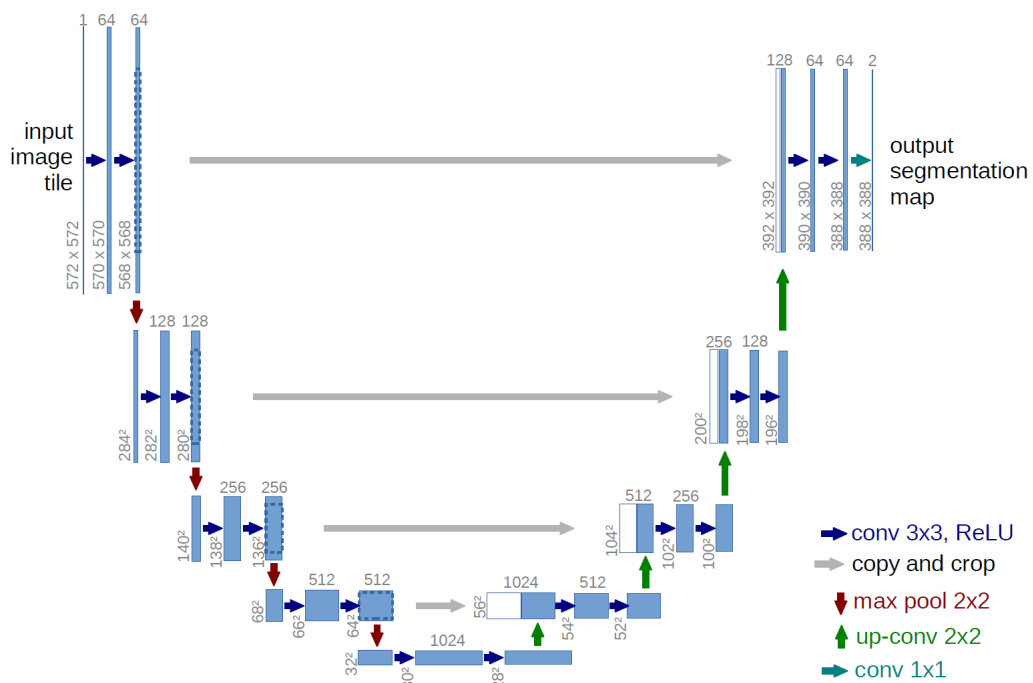 1 64 64
128 64 64 2
input
image
tile
output
segmentation
map
572 x 572
570 x 570
568 x 568
392 x 392
390 x 390
388 x 388
388 x 388
128 128
256 128
284²
282²
280²
200²
198²
196²
256 256
512 256
140²
138²
136²
104²
102²
100²
512 512
1024 512
68²
66²
64²
56²
54²
52²
1024
32²
conv 3x3, ReLU
copy and crop
max pool 2x2
up-conv 2x2
conv 1x1